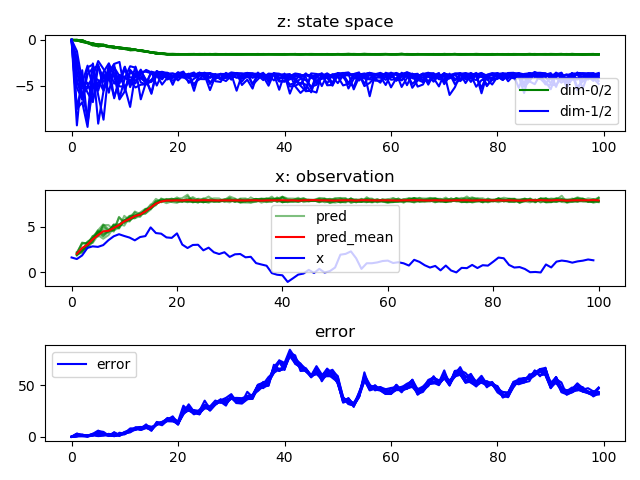 z: state space
0
−5
dim-0/2
dim-1/2
0 20 40 60 80 100
x: observation
5
0
pred
pred_mean
x
0 20 40 60 80 100
error
50
0
error
0 20 40 60 80 100